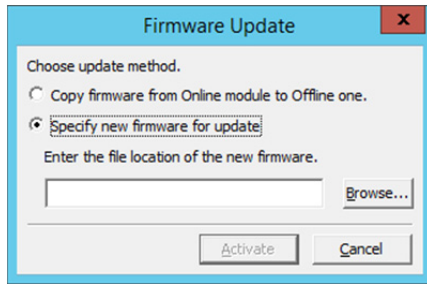 Firmware Update
x
Choose update method.
Copy firmware from Online module to Offline one.
Specify new firmware for update
Enter the file location of the new firmware.
Browse...
Activate Cancel